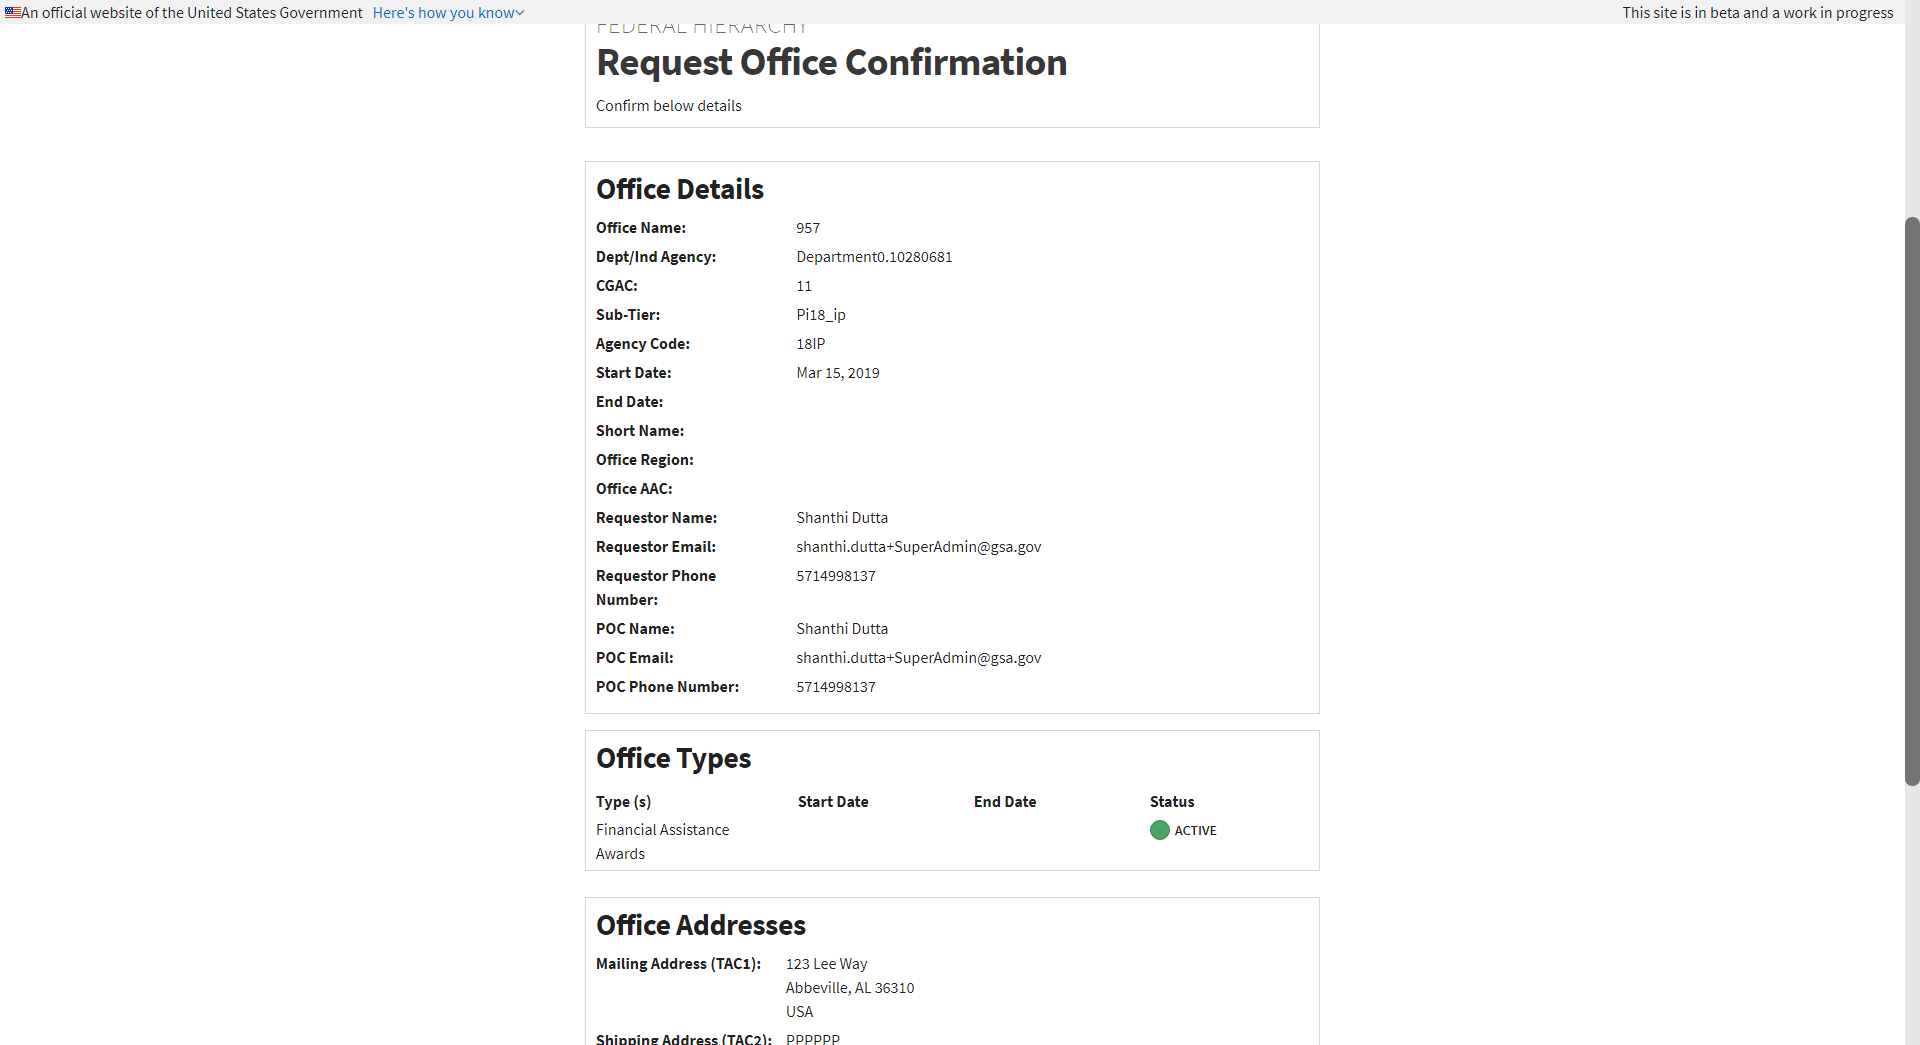 An official website of the United States Government Here's how you know
This site is in beta and a work in progress
FEDERAL HIERARCHY
Request Office Confirmation
Confirm below details
Office Details
Office Name: 957
Dept/Ind Agency: Department0.10280681
CGAC: 11
Sub-Tier: Pi18_ip
Agency Code: 18IP
Start Date: Mar 15, 2019
End Date:
Short Name:
Office Region:
Office AAC:
Requestor Name: Shanthi Dutta
Requestor Email: shanthi.dutta+SuperAdmin@gsa.gov
Requestor Phone 5714998137
Number:
POC Name: Shanthi Dutta
POC Email: shanthi.dutta+SuperAdmin@gsa.gov
POC Phone Number: 5714998137
Office Types
Type (s) Start Date End Date Status
Financial Assistance ACTIVE
Awards
Office Addresses
Mailing Address (TAC1): 123 Lee Way
Abbeville, AL 36310
USA
Shipping Address (TAC2): PPPPPP